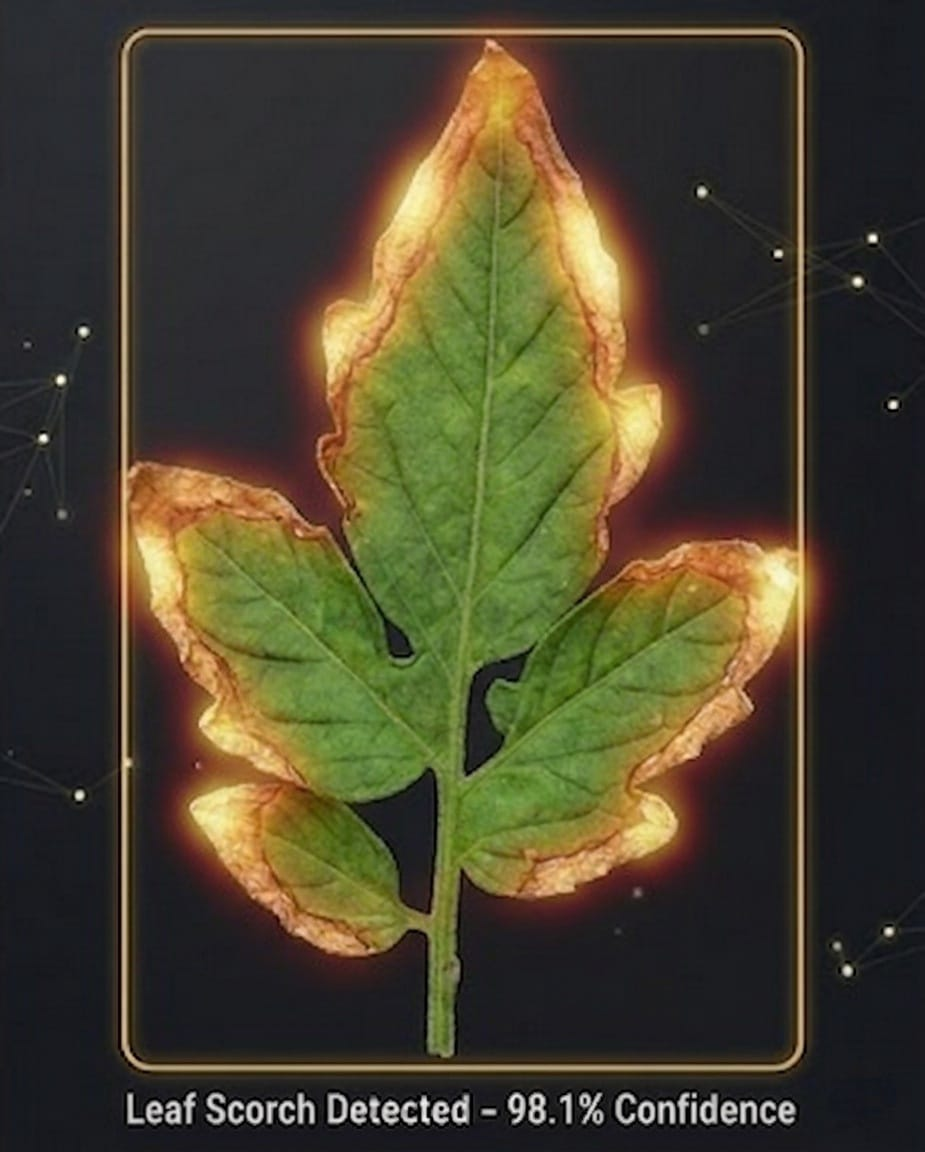 Leaf Scorch Detected – 98.1% Confidence